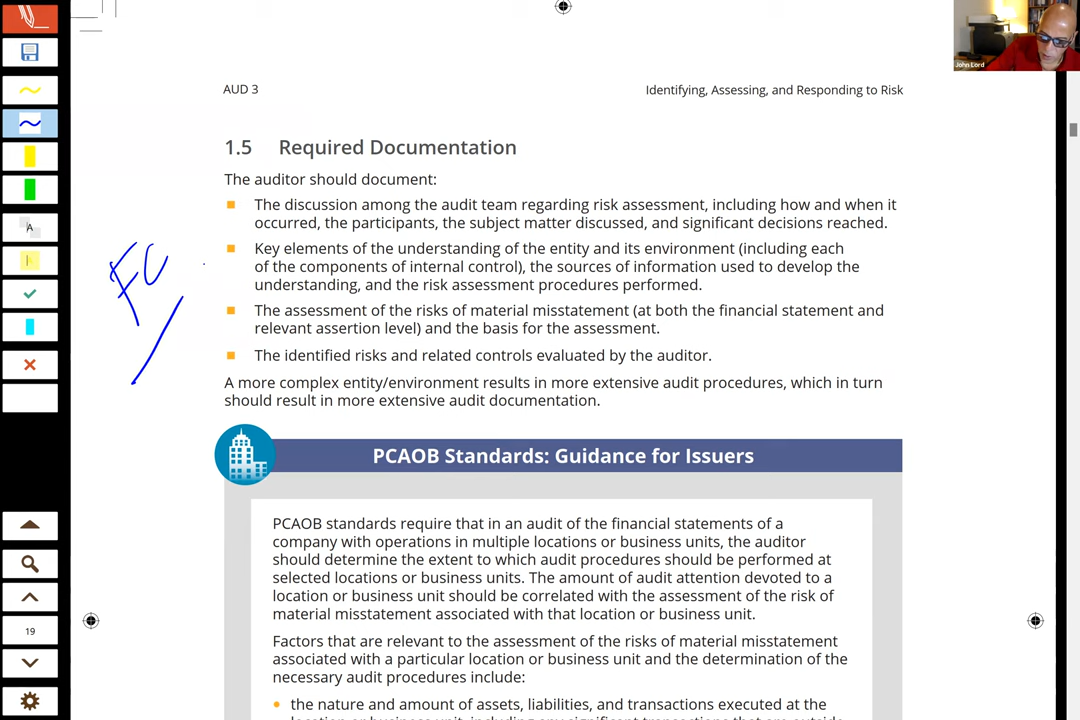 John Lord
AUD 3
Identifying, Assessing, and Responding to Risk
1.5 Required Documentation
The auditor should document:
The discussion among the audit team regarding risk assessment, including how and when it
occurred, the participants, the subject matter discussed, and significant decisions reached.
FC
Key elements of the understanding of the entity and its environment (including each
of the components of internal control), the sources of information used to develop the
understanding, and the risk assessment procedures performed.
The assessment of the risks of material misstatement (at both the financial statement and
relevant assertion level) and the basis for the assessment.
The identified risks and related controls evaluated by the auditor.
A more complex entity/environment results in more extensive audit procedures, which in turn
should result in more extensive audit documentation.
PCAOB Standards: Guidance for Issuers
PCAOB standards require that in an audit of the financial statements of a
company with operations in multiple locations or business units, the auditor
should determine the extent to which audit procedures should be performed at
selected locations or business units. The amount of audit attention devoted to a
location or business unit should be correlated with the assessment of the risk of
material misstatement associated with that location or business unit.
19
Factors that are relevant to the assessment of the risks of material misstatement
associated with a particular location or business unit and the determination of the
necessary audit procedures include:
the nature and amount of assets, liabilities, and transactions executed at the